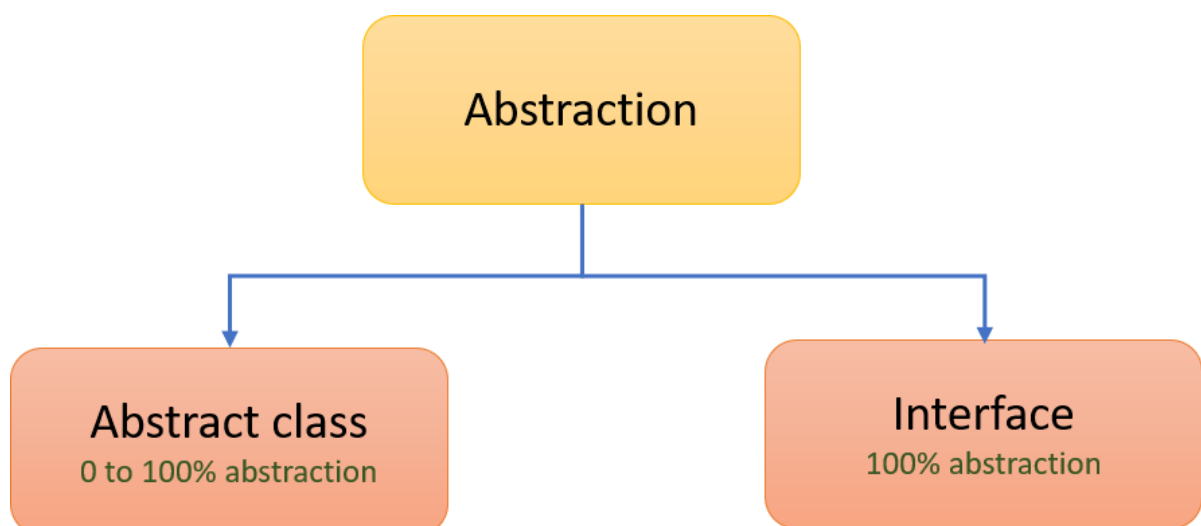 Abstraction
Abstract class
0 to 100% abstraction
Interface
100% abstraction